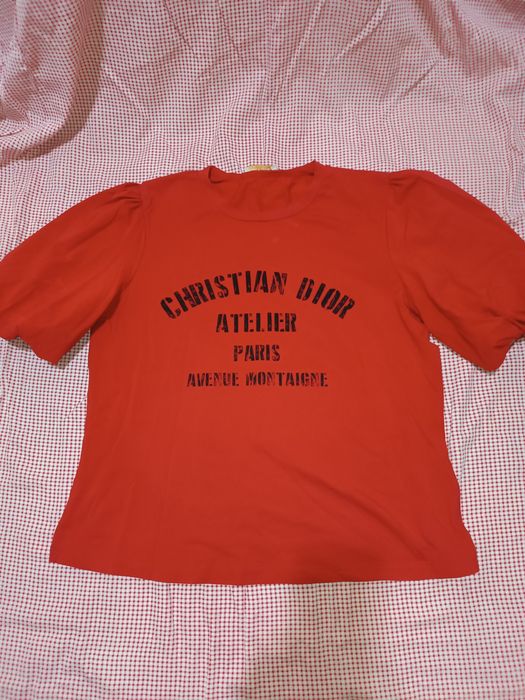 CHRISTIAN DIOR
ATELIER
PARIS
AVENUE MONTAIGNE